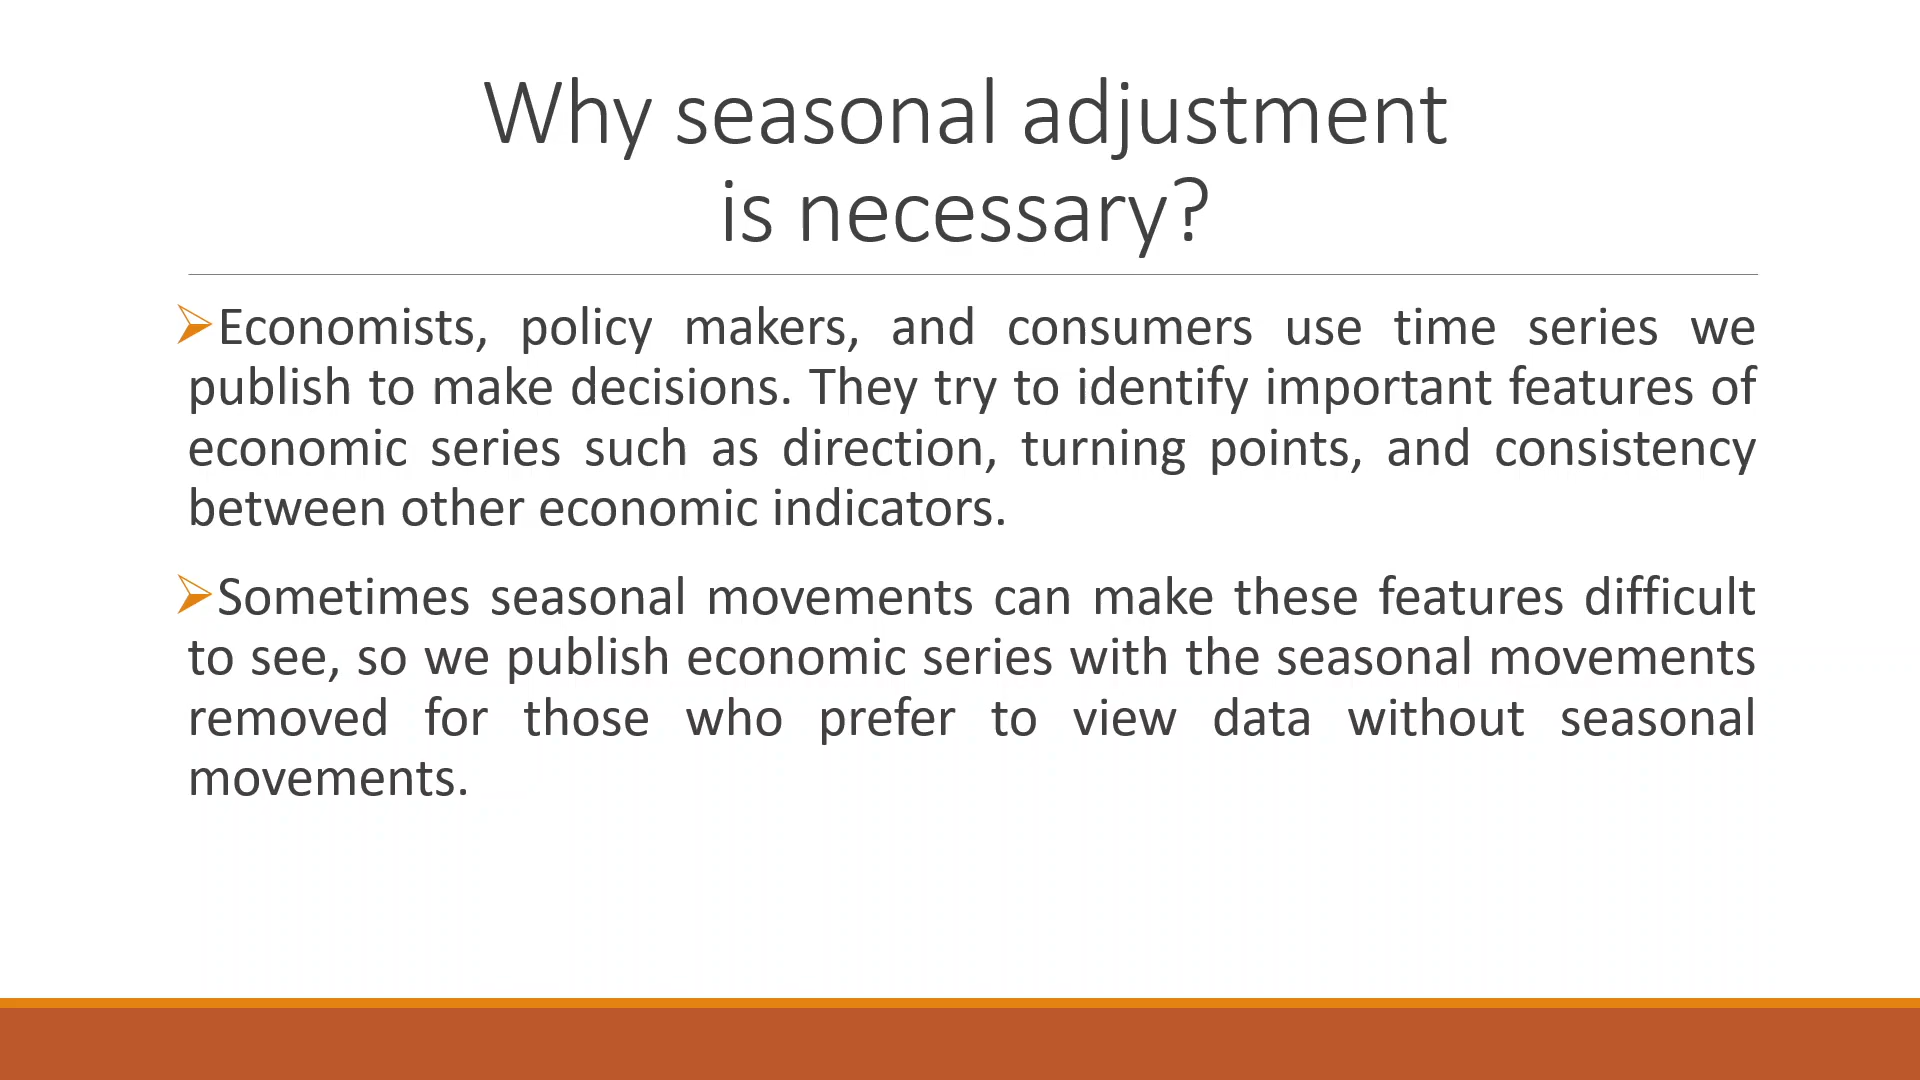 Why seasonal adjustment
is necessary?
Economists, policy makers, and consumers use time series we
publish to make decisions. They try to identify important features of
economic series such as direction, turning points, and consistency
between other economic indicators.
Sometimes seasonal movements can make these features difficult
to see, so we publish economic series with the seasonal movements
removed for those who prefer to view data without seasonal
movements.